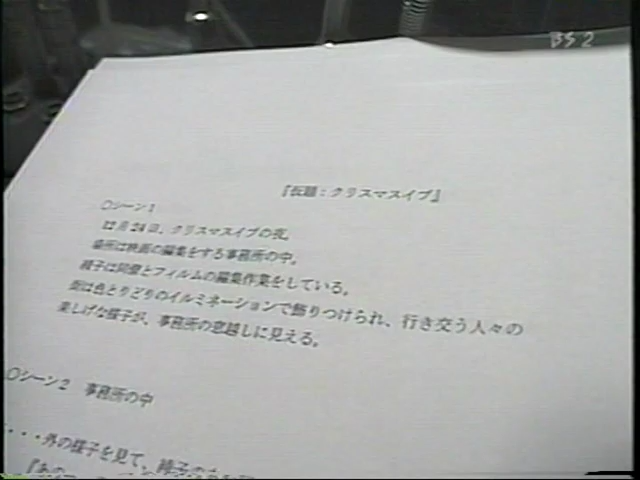 BS2
『仮題：クリスマスイブ』
○シーン1
12月24日、クリスマスイブの夜。
場所は映画の編集をする事務所の中。
綾子は同僚とフィルムの編集作業をしている。
街は色とりどりのイルミネーションで飾りつけられ、行き交う人々の
楽しげな様子が、事務所の窓越しに見える。
○シーン2 事務所の中
・・・外の様子を見て、綾子の
『あの